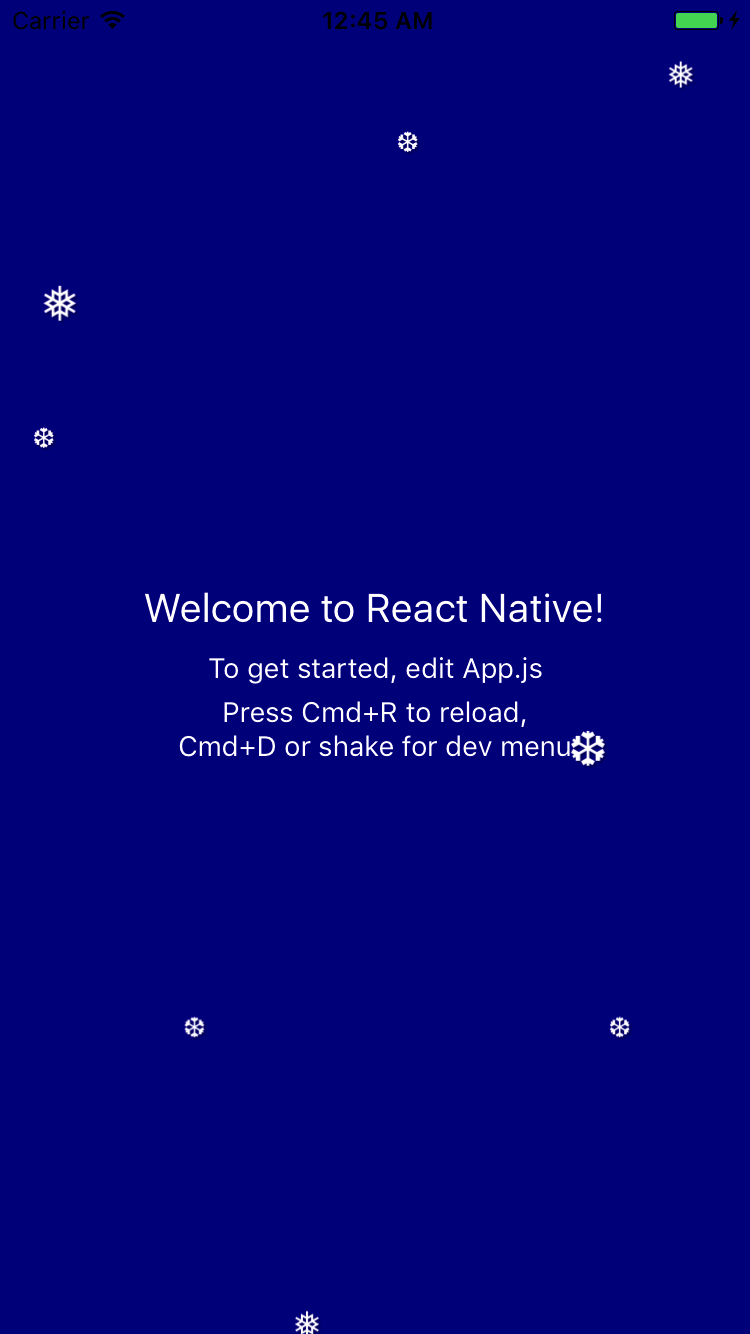 Carrier 12:45 AM
Welcome to React Native!
To get started, edit App.js
Press Cmd+R to reload,
Cmd+D or shake for dev menu